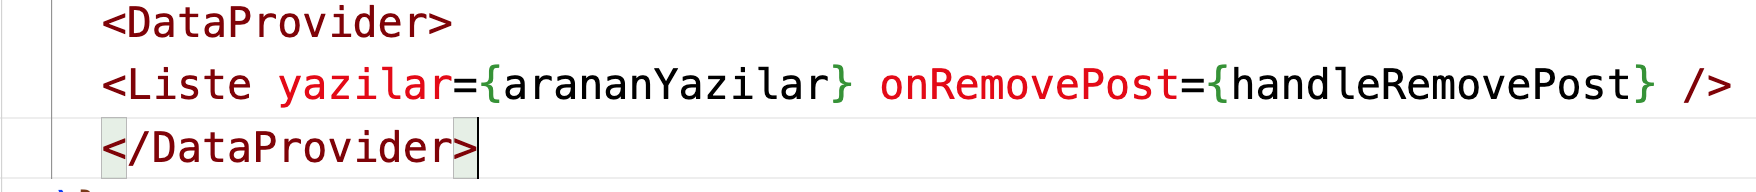 <DataProvider>
<Liste yazilar={arananYazilar} onRemovePost={handleRemovePost} />
</DataProvider>